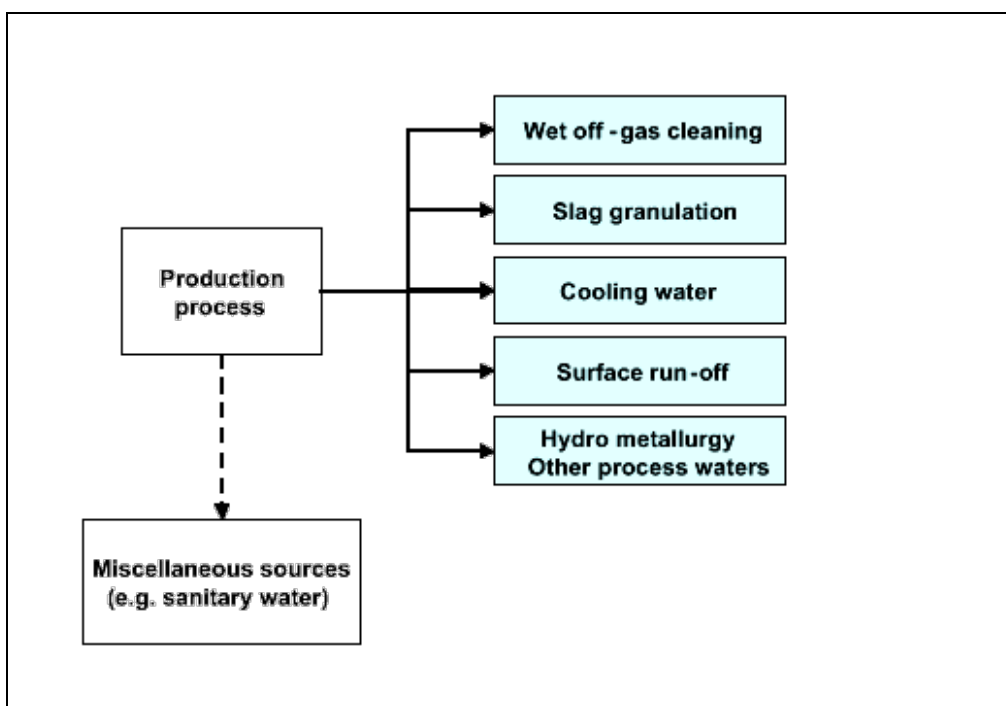 Wet off-gas cleaning
Slag granulation
Production
process
Cooling water
Surface run-off
Hydro metallurgy
Other process waters
Miscellaneous sources
(e.g. sanitary water)